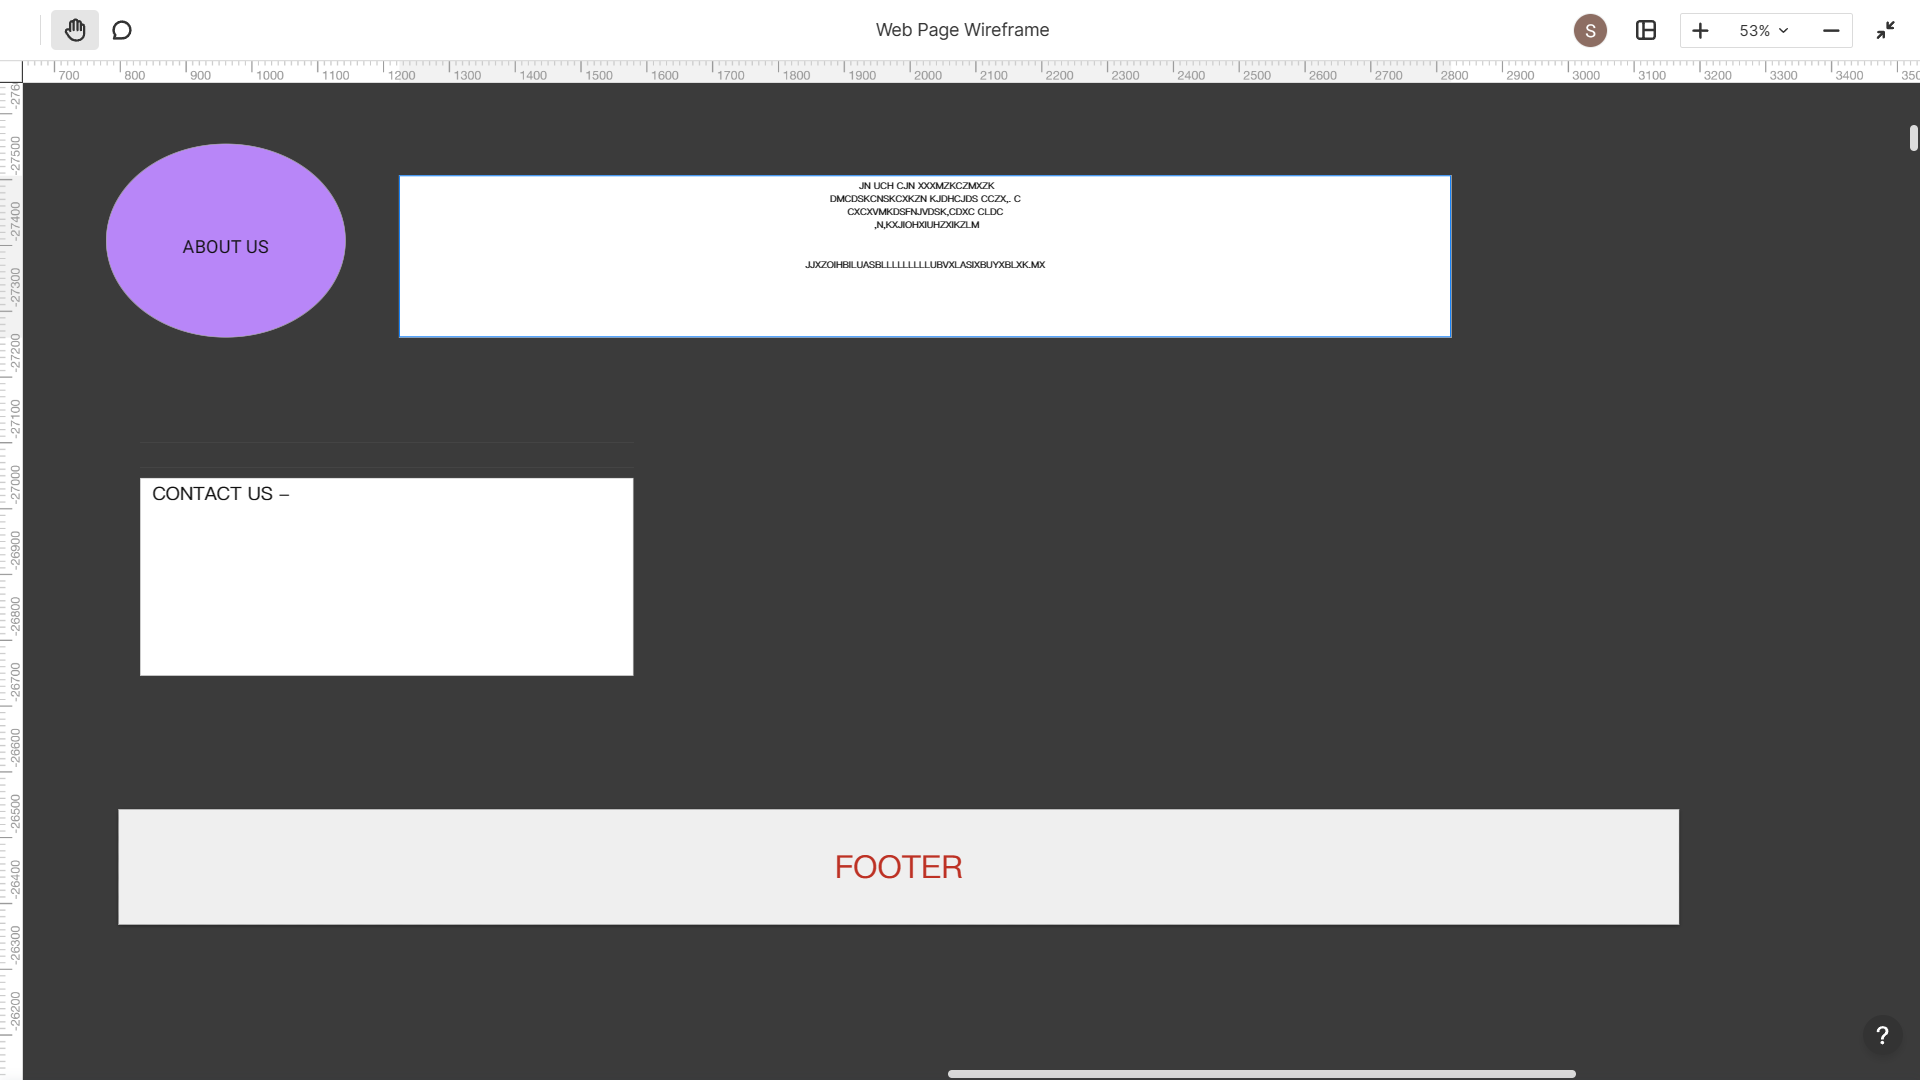 Web Page Wireframe
S
53%
700 800 900 1000 1100 1200 1300 1400 1500 1600 1700 1800 1900 2000 2100 2200 2300 2400 2500 2600 2700 2800 2900 3000 3100 3200 3300 3400
-27500
-27400
-27300
-27200
-27100
-27000
-26900
-26800
-26700
-26600
-26500
-26400
-26300
-26200
ABOUT US
JN UCH CJN XXXMZKCZMXZK
DMCDSKCNSKCXKZN KJDHCJDS CCZX,. C
CXCXVMKDSFNJVDSK,CDXC CLDC
,N,KXJIOHXIUHZXIKZLM
JJXZOIHBILUASBLLLLLLLLLUBVXLASIXBUYXBLXK.MX
CONTACT US –
FOOTER
?